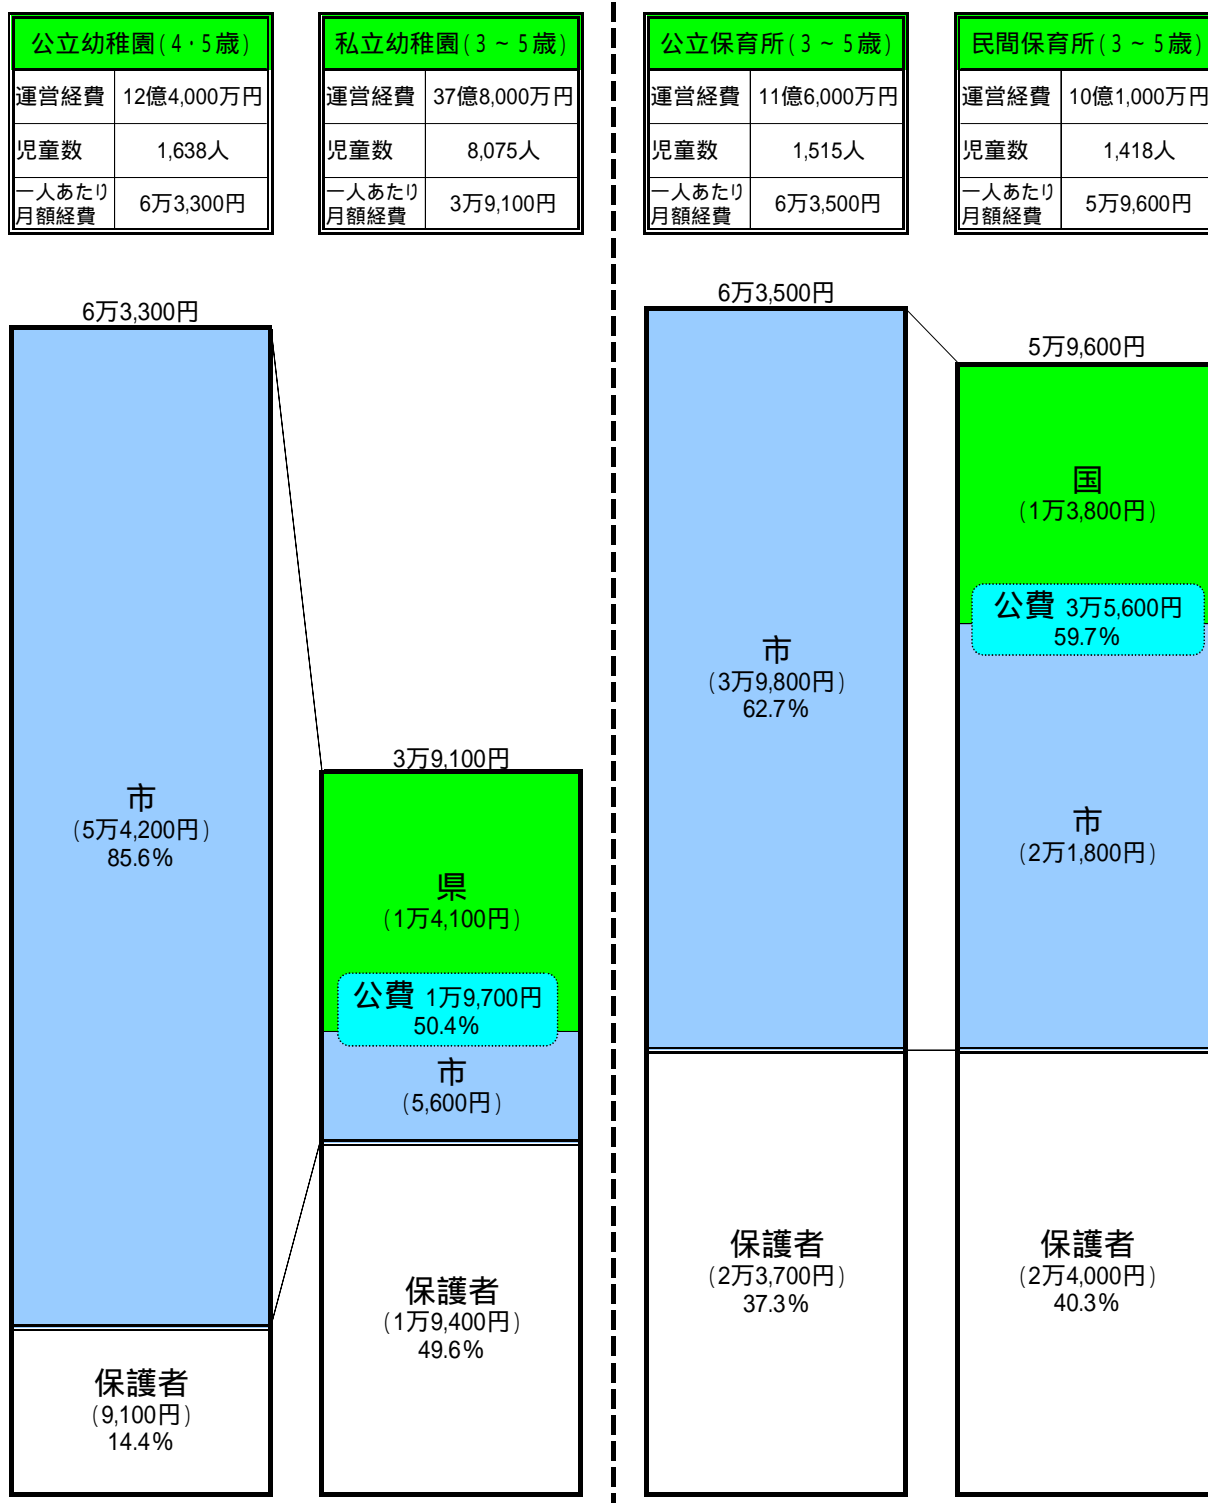 公立幼稚園(4・5歳)
運営経費 12億4,000万円
児童数 1,638人
一人あたり
月額経費 6万3,300円
私立幼稚園(3~5歳)
運営経費 37億8,000万円
児童数 8,075人
一人あたり
月額経費 3万9,100円
公立保育所(3~5歳)
運営経費 11億6,000万円
児童数 1,515人
一人あたり
月額経費 6万3,500円
民間保育所(3~5歳)
運営経費 10億1,000万円
児童数 1,418人
一人あたり
月額経費 5万9,600円
6万3,300円
市
(5万4,200円)
85.6%
保護者
(9,100円)
14.4%
3万9,100円
県
(1万4,100円)
公費 1万9,700円
50.4%
市
(5,600円)
保護者
(1万9,400円)
49.6%
6万3,500円
市
(3万9,800円)
62.7%
保護者
(2万3,700円)
37.3%
5万9,600円
国
(1万3,800円)
公費 3万5,600円
59.7%
市
(2万1,800円)
保護者
(2万4,000円)
40.3%